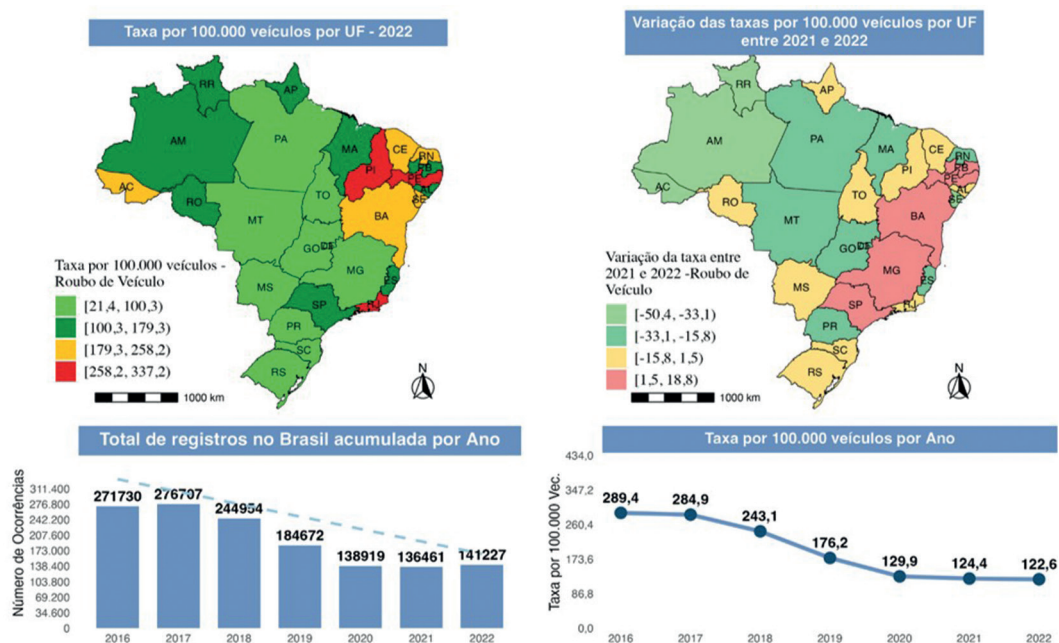 Taxa por 100.000 veículos por UF - 2022
RR
AP
AM
PA
MA
CE
RN
PB
PI
PE
AL
SE
AC
RO
TO
BA
MT
GO
DF
MG
ES
MS
SP
RJ
PR
SC
RS
Taxa por 100.000 veículos -
Roubo de Veículo
[21,4, 100,3)
[100,3, 179,3)
[179,3, 258,2)
[258,2, 337,2)
1000 km
N
Variação das taxas por 100.000 veículos por UF
entre 2021 e 2022
RR
AP
AM
PA
MA
CE
RN
PB
PI
PE
AL
SE
AC
RO
TO
BA
MT
GO
DF
MG
ES
MS
SP
RJ
PR
SC
RS
Variação da taxa entre
2021 e 2022 -Roubo de
Veículo
[-50,4, -33,1)
[-33,1, -15,8)
[-15,8, 1,5)
[1,5, 18,8)
1000 km
N
Total de registros no Brasil acumulada por Ano
Número de Ocorrências
311.400
276.800
242.200
207.600
173.000
138.400
103.800
69.200
34.600
0
271730
276707
244954
184672
138919
136461
141227
2016 2017 2018 2019 2020 2021 2022
Taxa por 100.000 veículos por Ano
Taxa por 100.000 Vec.
434,0
347,2
260,4
173,6
86,8
0,0
289,4
284,9
243,1
176,2
129,9
124,4
122,6
2016 2017 2018 2019 2020 2021 2022